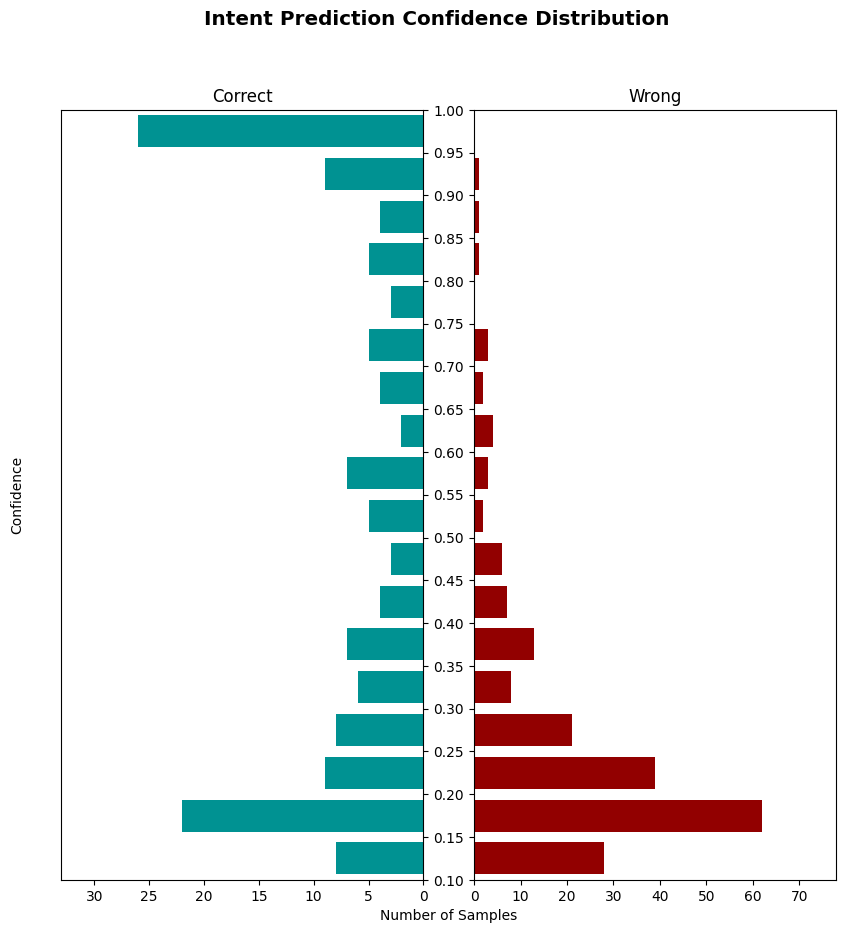 Intent Prediction Confidence Distribution
Correct
Wrong
1.00
0.95
0.90
0.85
0.80
0.75
0.70
0.65
0.60
0.55
0.50
0.45
0.40
0.35
0.30
0.25
0.20
0.15
0.10
Confidence
30 25 20 15 10 5 0
0 10 20 30 40 50 60 70
Number of Samples